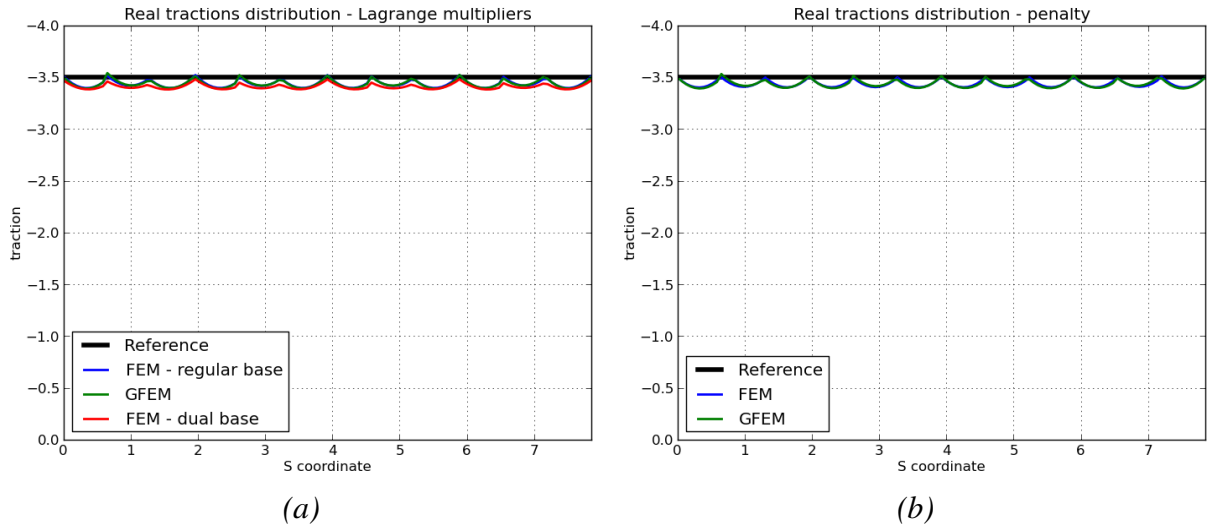 Real tractions distribution - Lagrange multipliers
−4.0
−3.5
−3.0
−2.5
−2.0
−1.5
−1.0
−0.5
0.0
traction
Reference
FEM - regular base
GFEM
FEM - dual base
0 1 2 3 4 5 6 7
S coordinate
(a)
Real tractions distribution - penalty
−4.0
−3.5
−3.0
−2.5
−2.0
−1.5
−1.0
−0.5
0.0
traction
Reference
FEM
GFEM
0 1 2 3 4 5 6 7
S coordinate
(b)